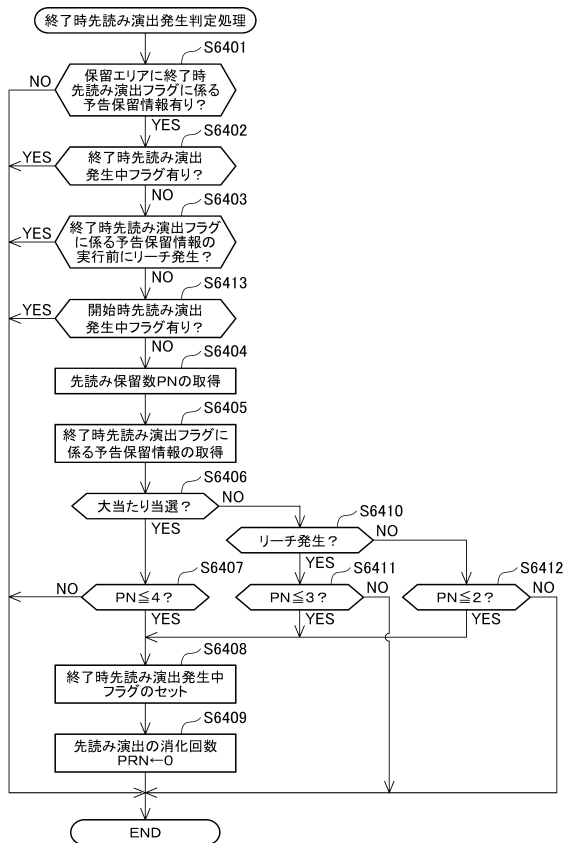 終了時先読み演出発生判定処理
S6401
保留エリアに終了時
先読み演出フラグに係る
予告保留情報有り？
NO
YES
S6402
終了時先読み演出
発生中フラグ有り？
YES
NO
S6403
終了時先読み演出フラグ
に係る予告保留情報の
実行前にリーチ発生？
YES
NO
S6413
開始時先読み演出
発生中フラグ有り？
YES
NO
S6404
先読み保留数PNの取得
S6405
終了時先読み演出フラグに
係る予告保留情報の取得
S6406
大当たり当選？
NO
YES
S6410
リーチ発生？
NO
YES
S6407
PN≦4？
NO
YES
S6411
PN≦3？
NO
YES
S6412
PN≦2？
NO
YES
S6408
終了時先読み演出発生中
フラグのセット
S6409
先読み演出の消化回数
PRN←0
END